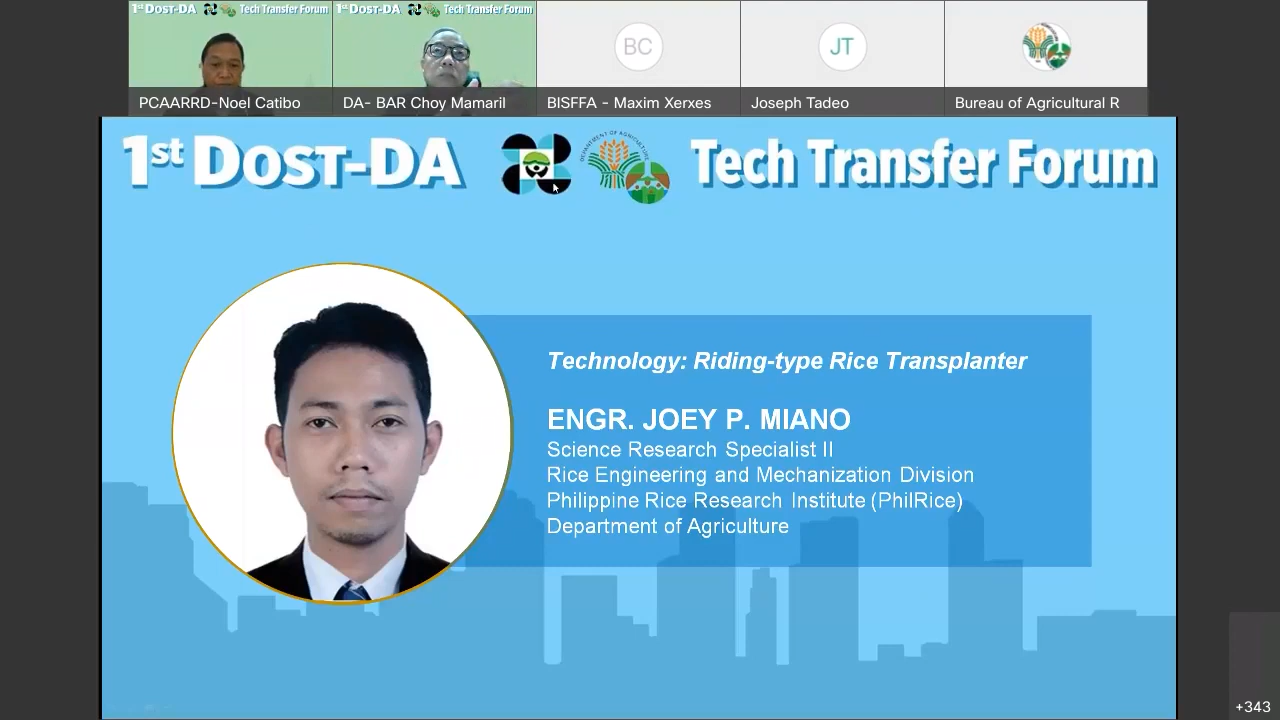 1st DOST-DA Tech Transfer Forum
1st DOST-DA Tech Transfer Forum
BC
JT
PCAARRD-Noel Catibo
DA- BAR Choy Mamaril
BISFFA - Maxim Xerxes
Joseph Tadeo
Bureau of Agricultural R
1st DOST-DA
DEPARTMENT OF AGRICULTURE
Tech Transfer Forum
Technology: Riding-type Rice Transplanter
ENGR. JOEY P. MIANO
Science Research Specialist II
Rice Engineering and Mechanization Division
Philippine Rice Research Institute (PhilRice)
Department of Agriculture
+343